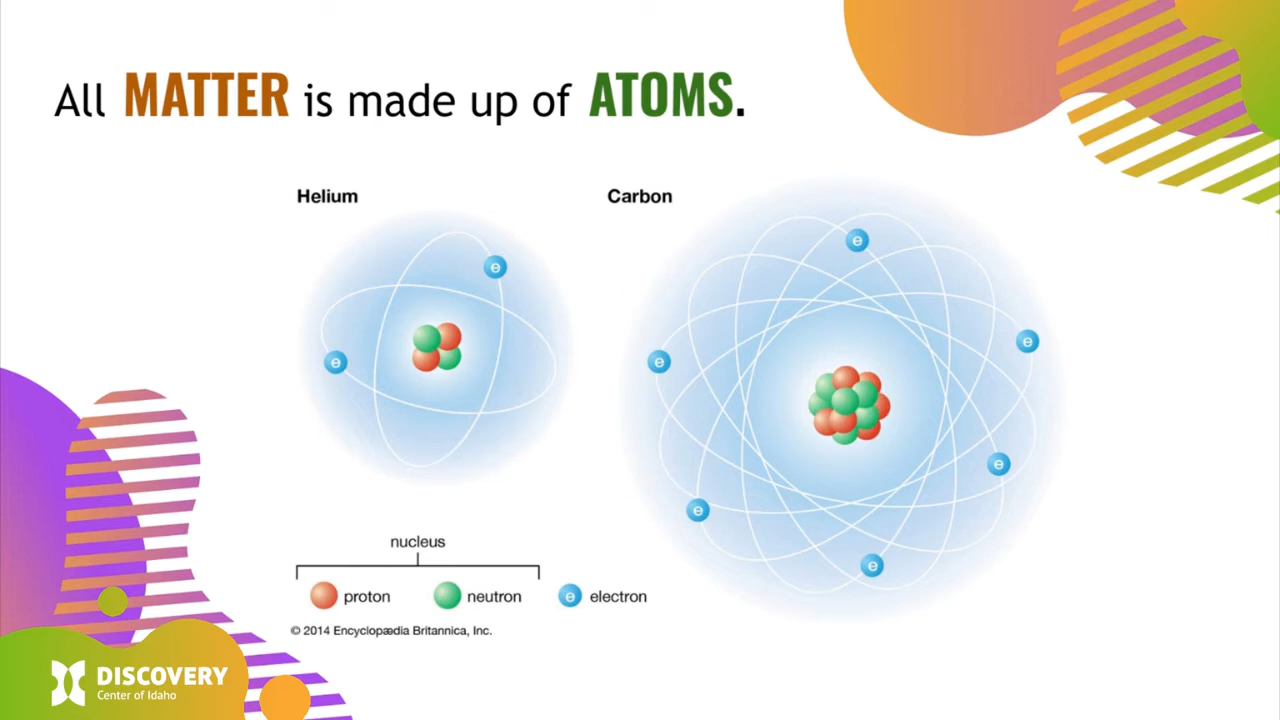 All MATTER is made up of ATOMS.
Helium
Carbon
e
e
e
e
e
e
e
e
nucleus
proton
neutron
e electron
© 2014 Encyclopædia Britannica, Inc.
DISCOVERY
Center of Idaho